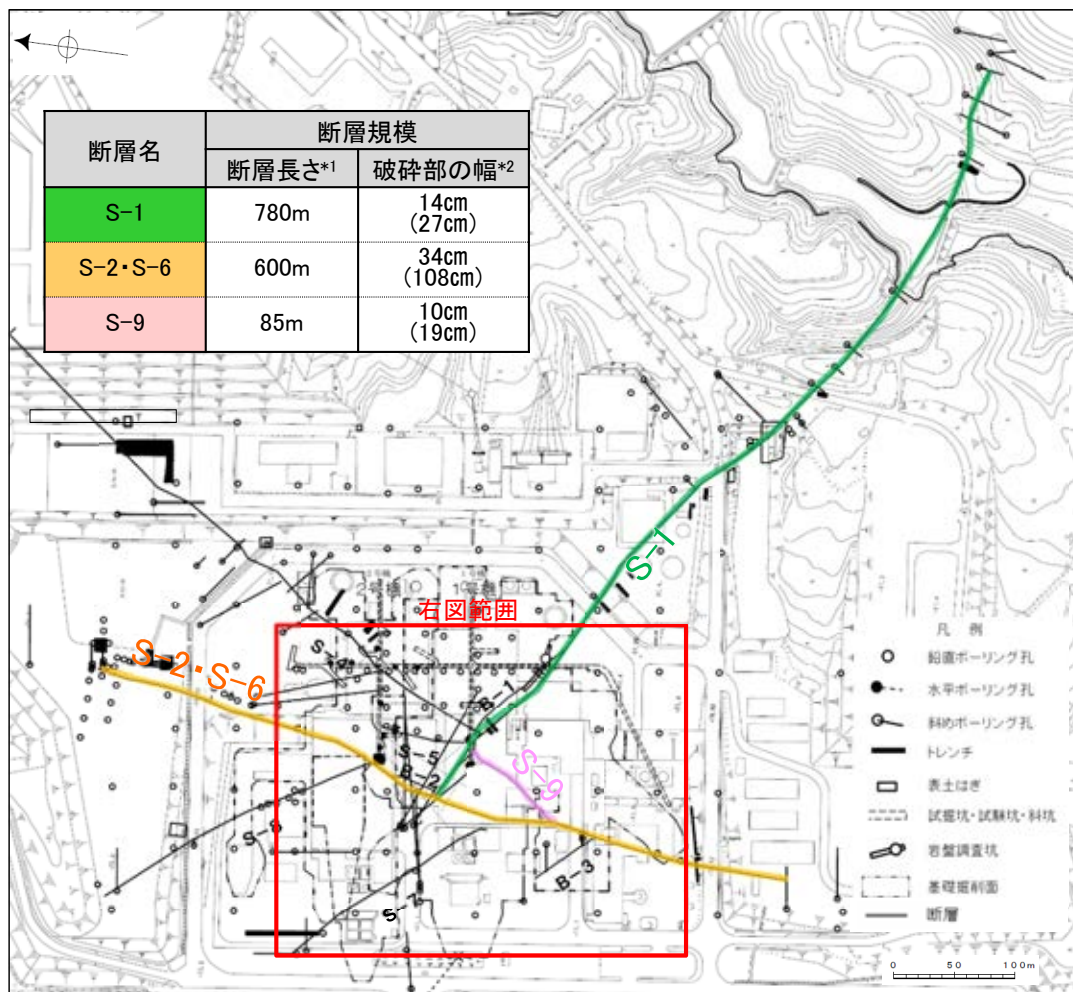 断層名
断層規模
断層長さ*1
破砕部の幅*2
S-1
780m
14cm
(27cm)
S-2・S-6
600m
34cm
(108cm)
S-9
85m
10cm
(19cm)
S-1
右図範囲
S-2・S-6
B-1
S-5
B-2
S-9
B-3
凡 例
鉛直ボーリング孔
水平ボーリング孔
斜めボーリング孔
トレンチ
表土はぎ
試掘坑・試験坑・斜坑
岩盤調査坑
基礎掘削面
断層
0 50 100m